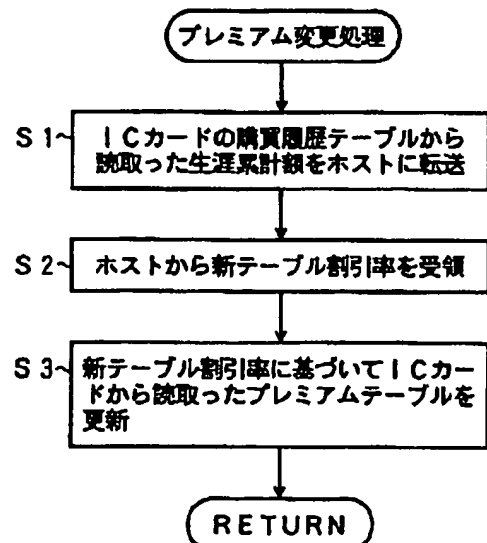 プレミアム変更処理
S1~ ICカードの購買履歴テーブルから
読取った生涯累計額をホストに転送
S2~ ホストから新テーブル割引率を受領
S3~ 新テーブル割引率に基づいてICカー
ドから読取ったプレミアムテーブルを
更新
RETURN